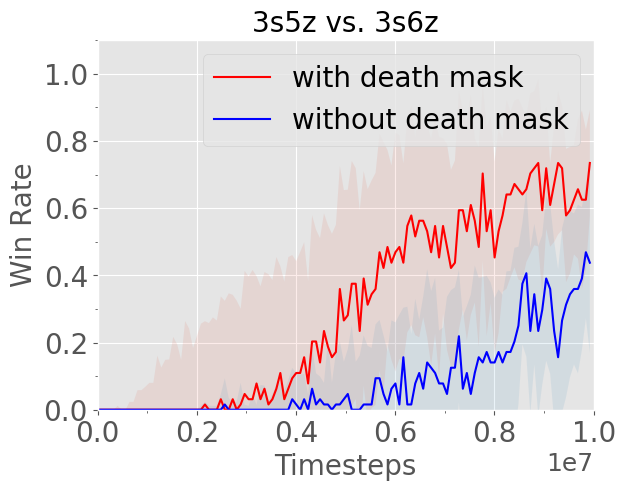 3s5z vs. 3s6z
with death mask
without death mask
Win Rate
1.0
0.8
0.6
0.4
0.2
0.0
0.0 0.2 0.4 0.6 0.8 1.0
Timesteps
1e7